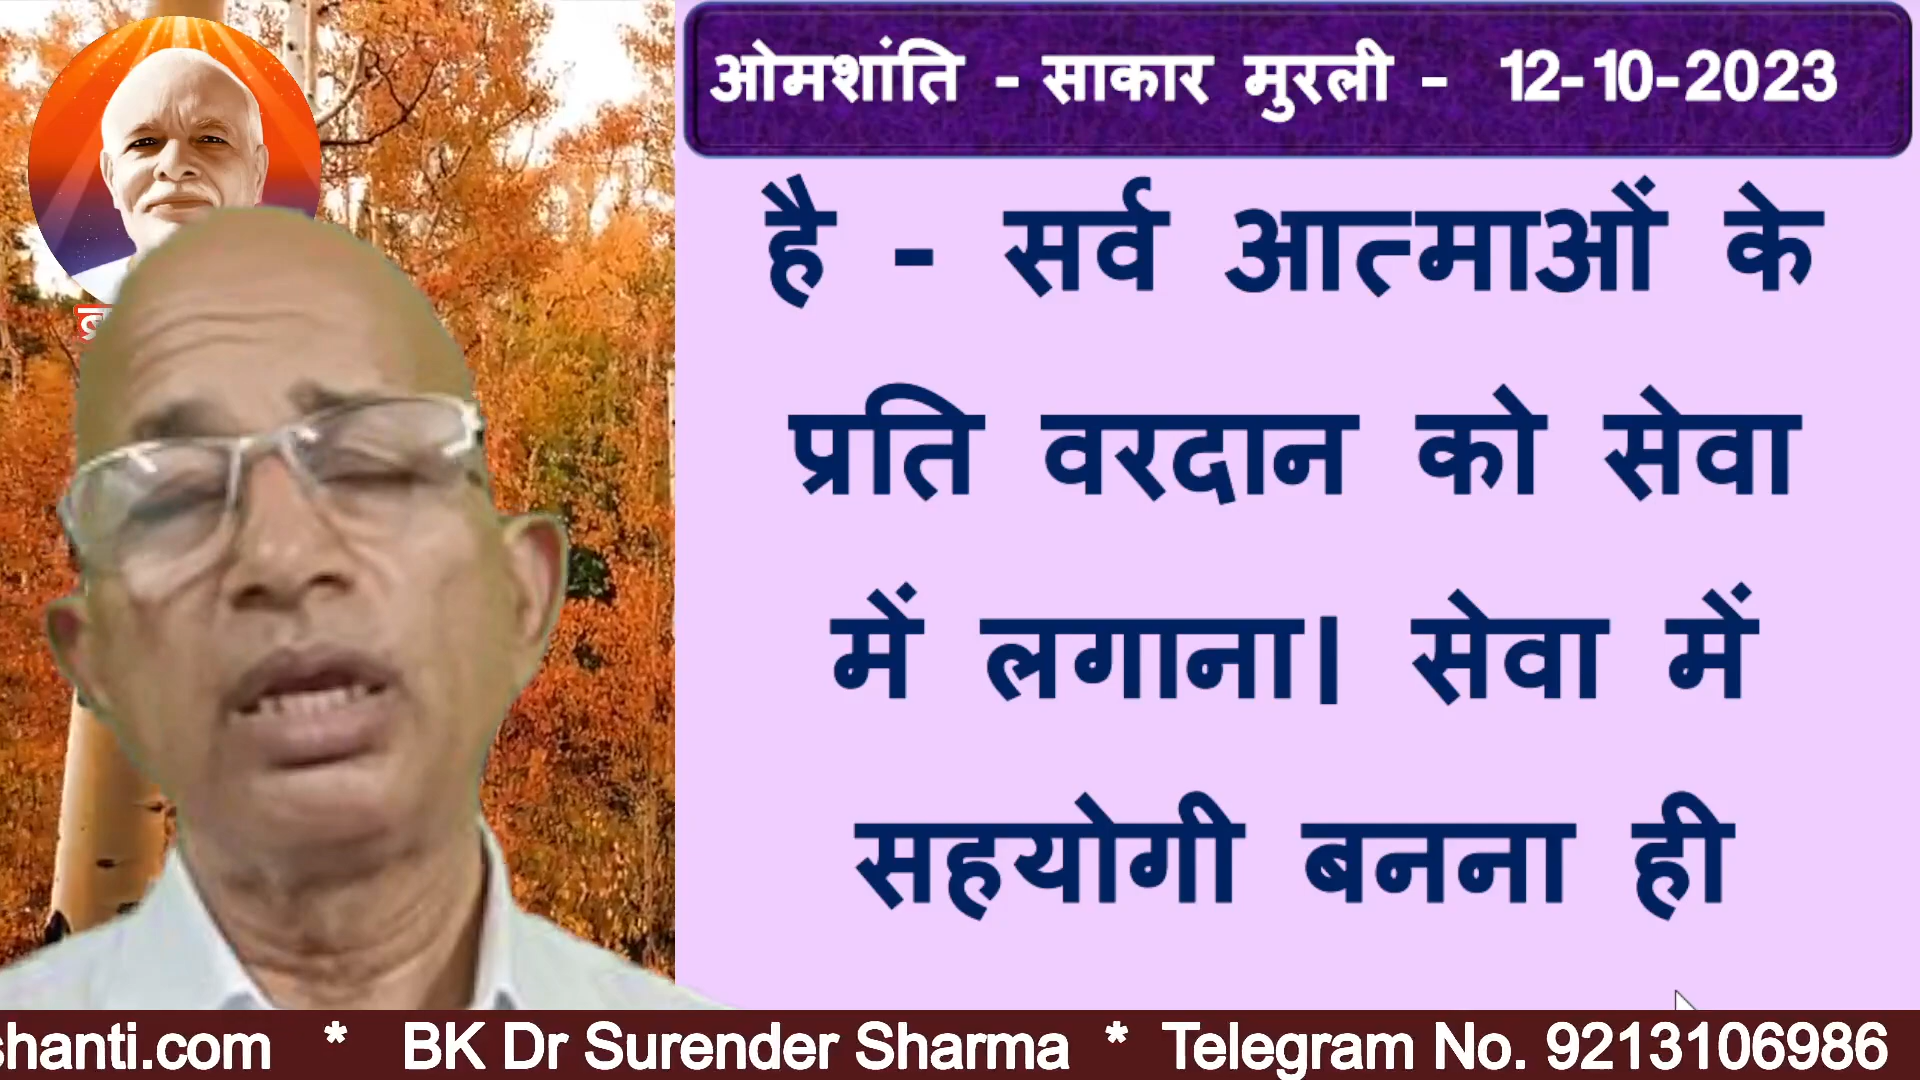 ओमशांति - साकार मुरली - 12-10-2023
है - सर्व आत्माओं के
प्रति वरदान को सेवा
में लगाना। सेवा में
सहयोगी बनना ही
shanti.com * BK Dr Surender Sharma * Telegram No. 9213106986